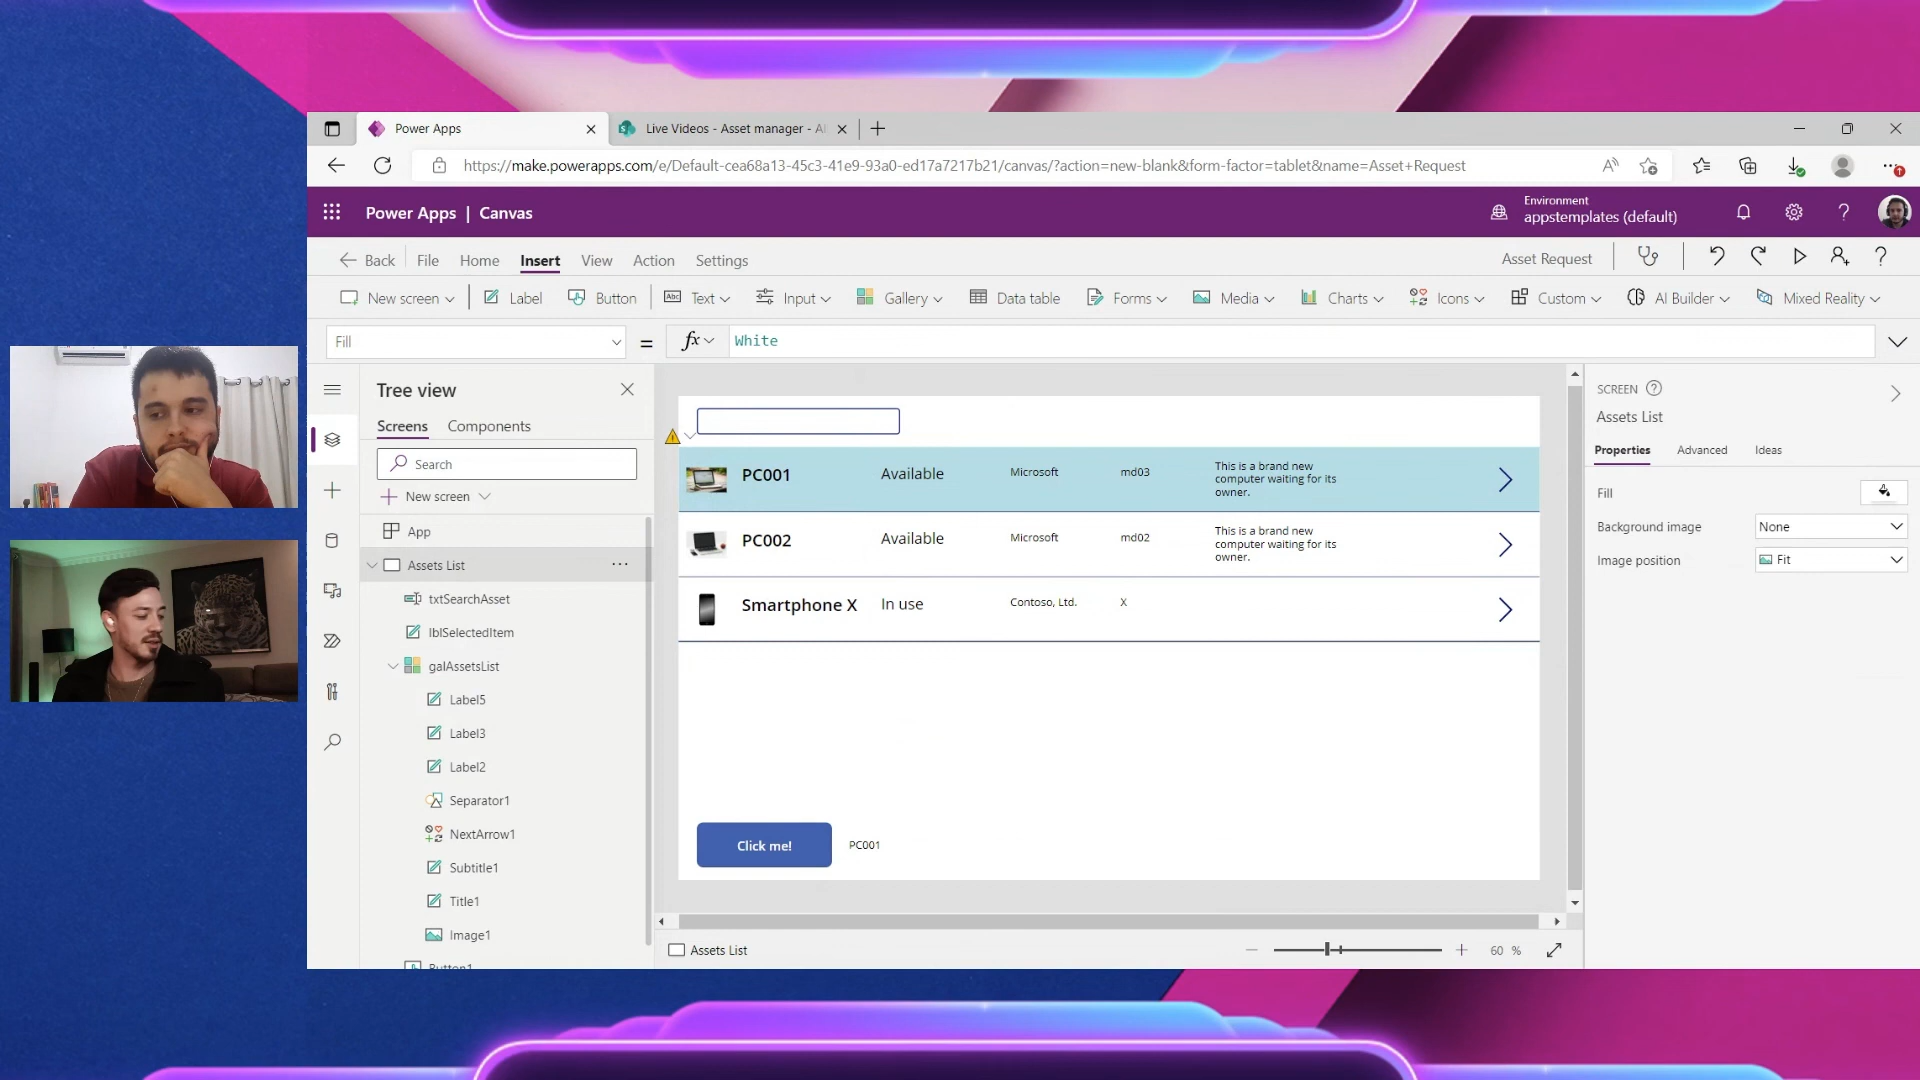 Power Apps
Live Videos - Asset manager - Al
https://make.powerapps.com/e/Default-cea68a13-45c3-41e9-93a0-ed17a7217b21/canvas/?action=new-blank&form-factor=tablet&name=Asset+Request
Power Apps | Canvas
Environment
appstemplates (default)
Back File Home Insert View Action Settings
Asset Request
New screen Label Button Text Input Gallery Data table Forms Media Charts Icons Custom AI Builder Mixed Reality
Fill = fx White
Tree view
Screens Components
Search
New screen
App
Assets List
txtSearchAsset
lblSelectedItem
galAssetsList
Label5
Label3
Label2
Separator1
NextArrow1
Subtitle1
Title1
Image1
Button1
PC001 Available Microsoft md03 This is a brand new
computer waiting for its
owner.
PC002 Available Microsoft md02 This is a brand new
computer waiting for its
owner.
Smartphone X In use Contoso, Ltd. X
Click me! PC001
Assets List
60 %
SCREEN
Assets List
Properties Advanced Ideas
Fill
Background image None
Image position Fit